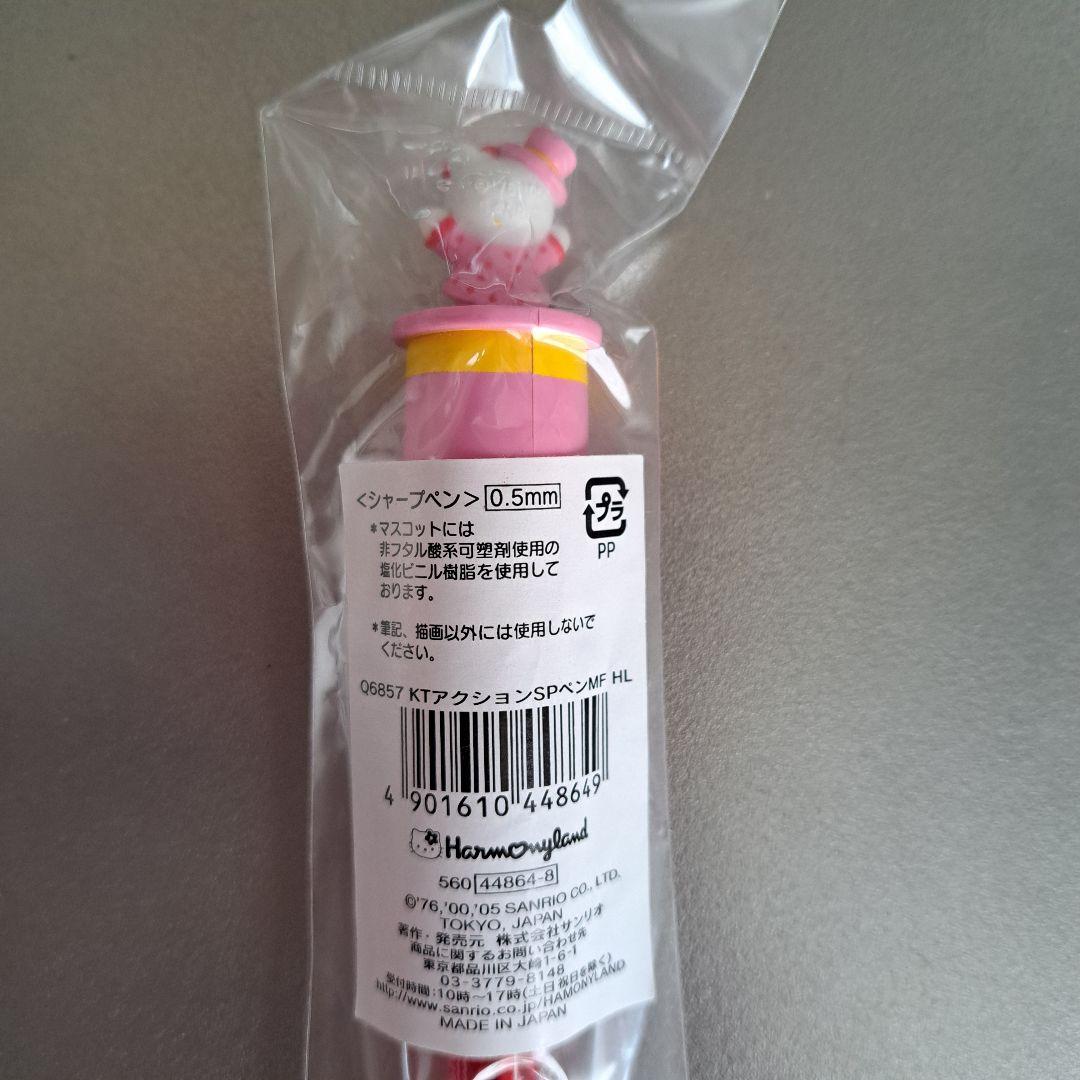 <シャープペン> 0.5mm
プラ
PP
*マスコットには
非フタル酸系可塑剤使用の
塩化ビニル樹脂を使用して
おります。
*筆記、描画以外には使用しないで
ください。
Q6857 KTアクションSPペンMF HL
4 901610 448649
Harmonyland
560 44864-8
©'76,'00,'05 SANRIO CO., LTD.
TOKYO, JAPAN
著作・発売元 株式会社サンリオ
商品に関するお問い合わせ先
東京都品川区大崎1-6-1
03-3779-8148
受付時間:10時〜17時(土日祝日を除く)
http://www.sanrio.co.jp/HAMONYLAND
MADE IN JAPAN